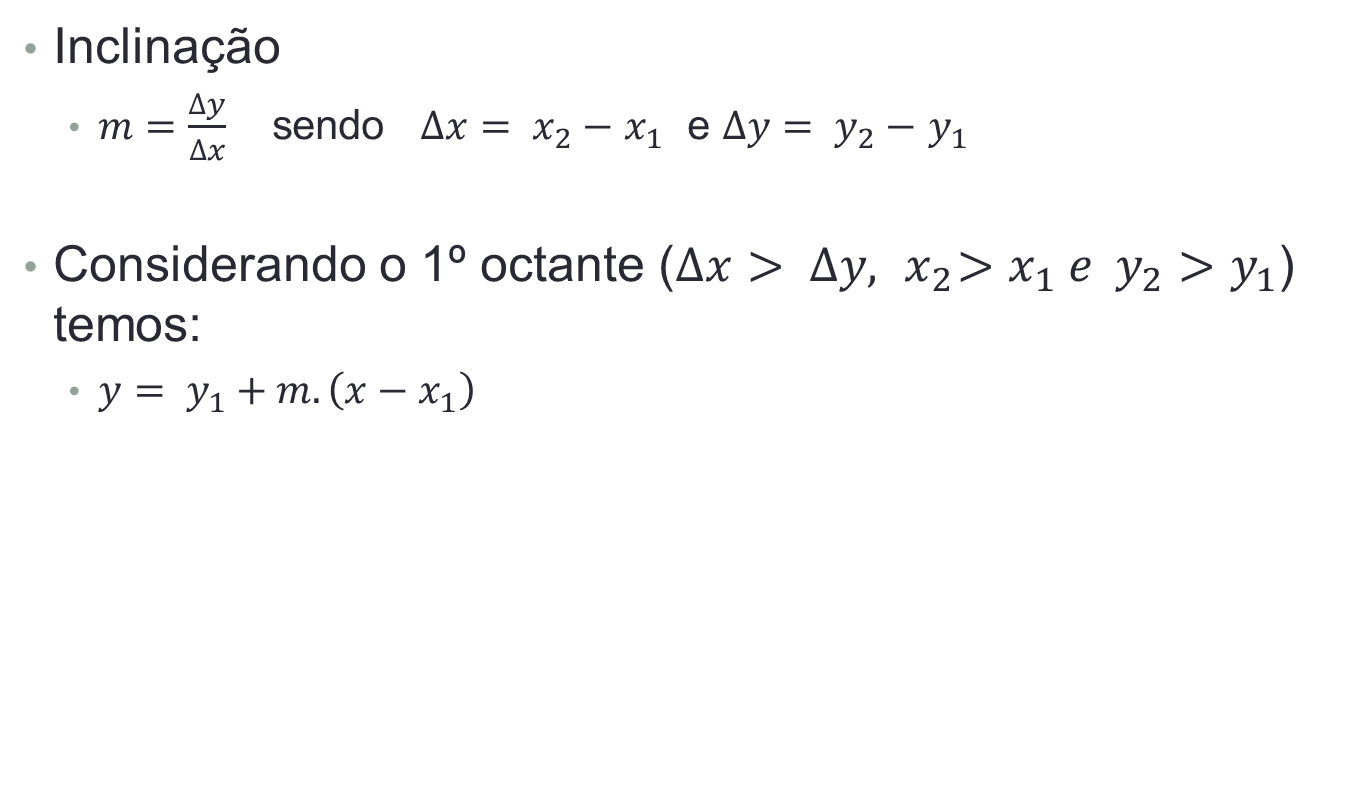 • Inclinação
• m = Δy/Δx sendo Δx = x₂ − x₁ e Δy = y₂ − y₁
• Considerando o 1º octante (Δx > Δy, x₂> x₁ e y₂ > y₁)
temos:
• y = y₁ + m. (x − x₁)